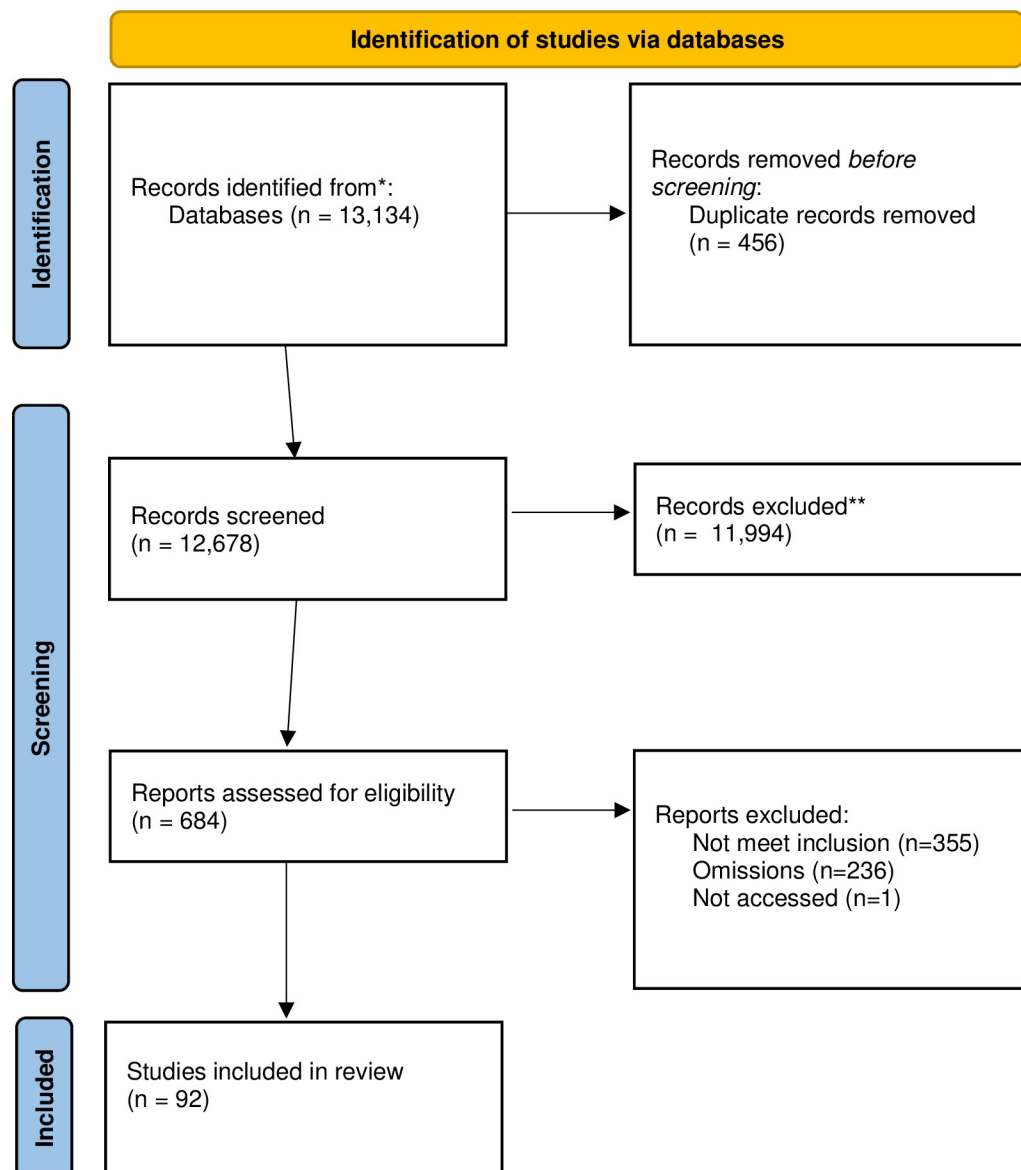 Identification of studies via databases
Identification
Records identified from*:
Databases (n = 13,134)
Records removed before
screening:
Duplicate records removed
(n = 456)
Screening
Records screened
(n = 12,678)
Records excluded**
(n =  11,994)
Reports assessed for eligibility
(n = 684)
Reports excluded:
Not meet inclusion (n=355)
Omissions (n=236)
Not accessed (n=1)
Included
Studies included in review
(n = 92)